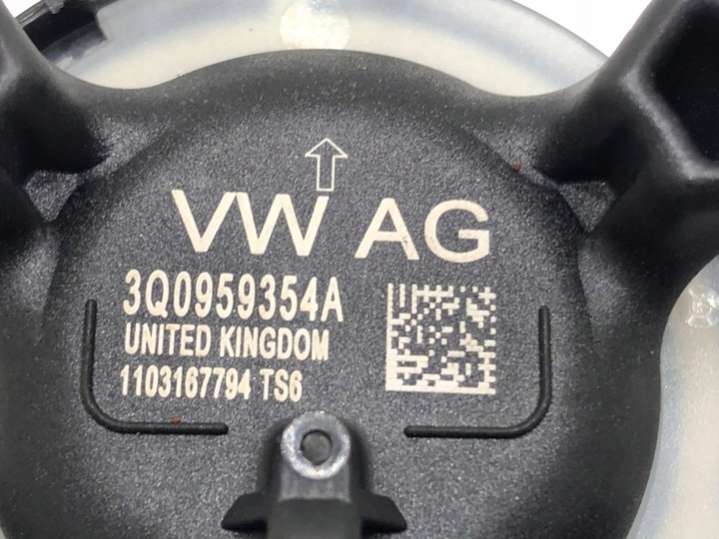 VW AG
3Q0959354A
UNITED KINGDOM
1103167794 TS6